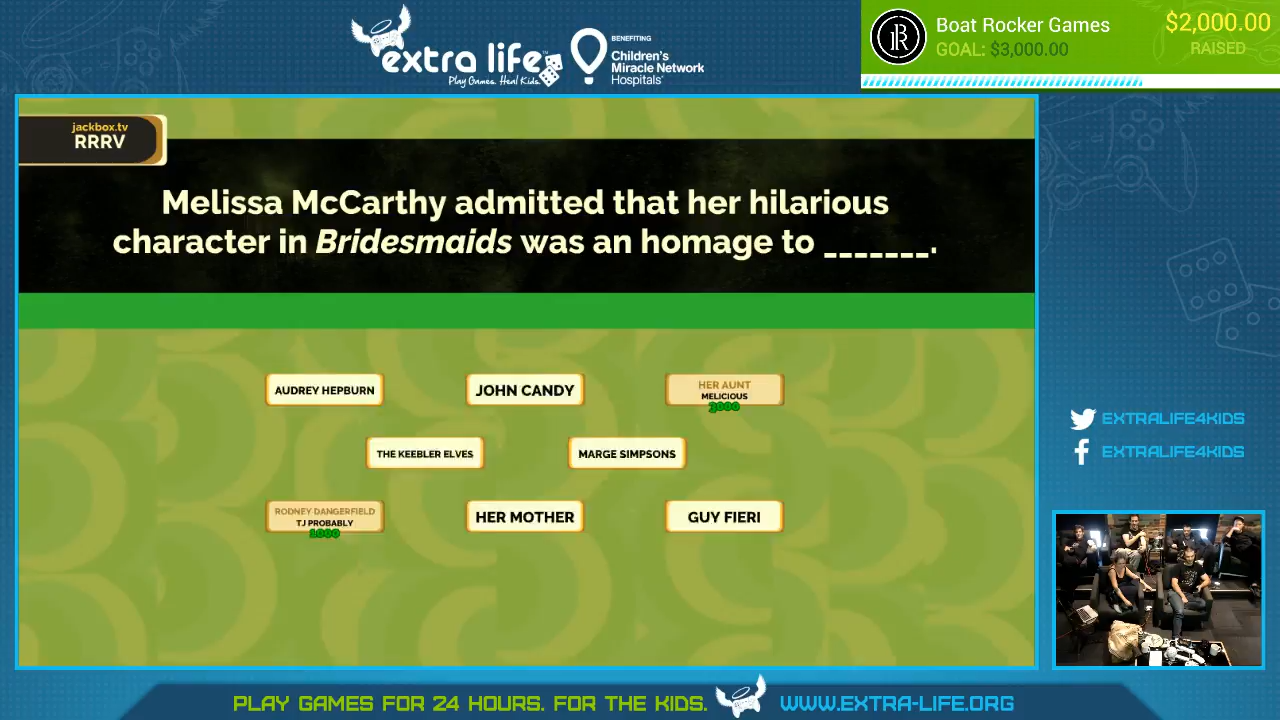 extra life
Play Games. Heal Kids.
BENEFITING
Children's
Miracle Network
Hospitals
Boat Rocker Games
GOAL: $3,000.00
$2,000.00
RAISED
jackbox.tv
RRRV
Melissa McCarthy admitted that her hilarious
character in Bridesmaids was an homage to _______.
AUDREY HEPBURN
JOHN CANDY
HER AUNT
MELICIOUS
3000
THE KEEBLER ELVES
MARGE SIMPSONS
RODNEY DANGERFIELD
TJ PROBABLY
1000
HER MOTHER
GUY FIERI
EXTRALIFE4KIDS
EXTRALIFE4KIDS
PLAY GAMES FOR 24 HOURS. FOR THE KIDS.
WWW.EXTRA-LIFE.ORG